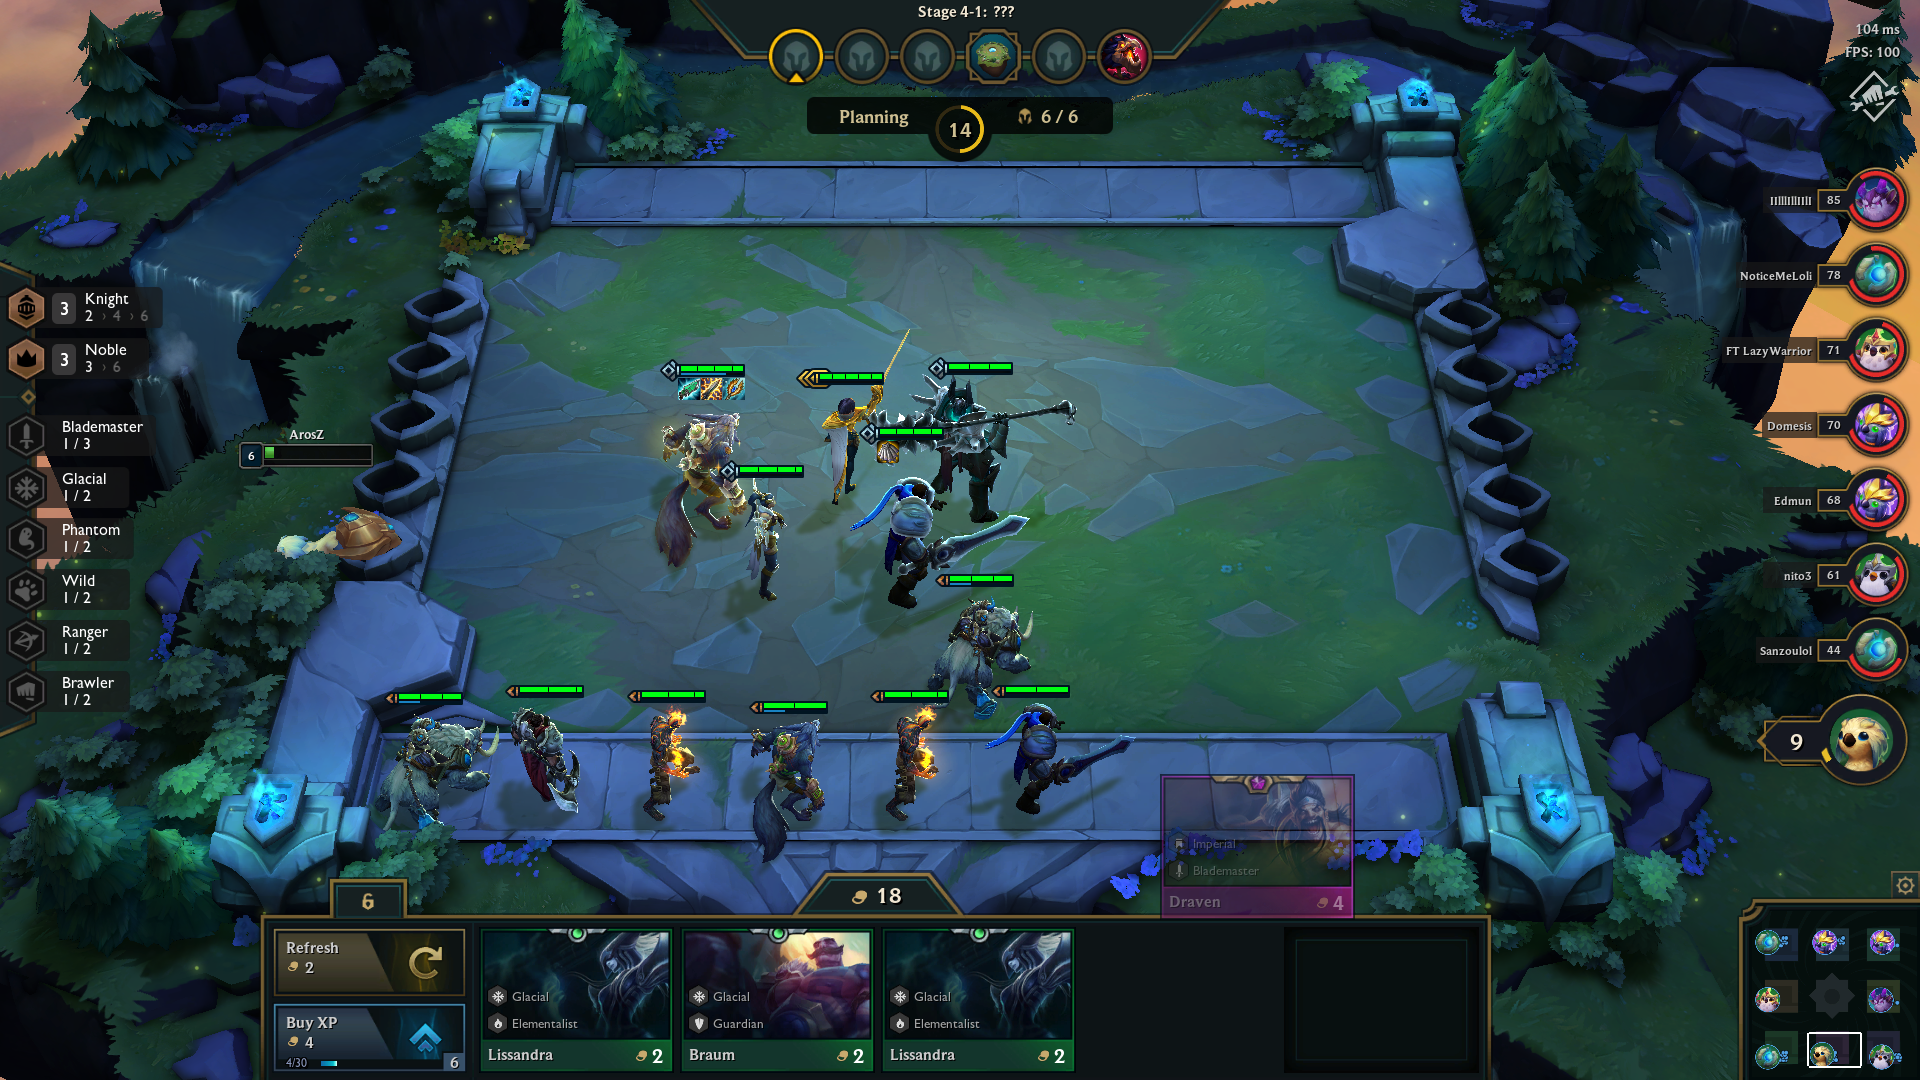 Stage 4-1: ???
104 ms
FPS: 100
Planning
14
6 / 6
85
NoticeMeLoli
78
FT LazyWarrior
71
Domesis
70
Edmun
68
nito3
61
Sanzoulol
44
9
3
Knight
2 › 4 › 6
3
Noble
3 › 6
Blademaster
1 / 3
Glacial
1 / 2
Phantom
1 / 2
Wild
1 / 2
Ranger
1 / 2
Brawler
1 / 2
ArosZ
6
Imperial
Blademaster
Draven
4
6
18
Refresh
2
Buy XP
4
4/30
6
Glacial
Elementalist
Lissandra
2
Glacial
Guardian
Braum
2
Glacial
Elementalist
Lissandra
2